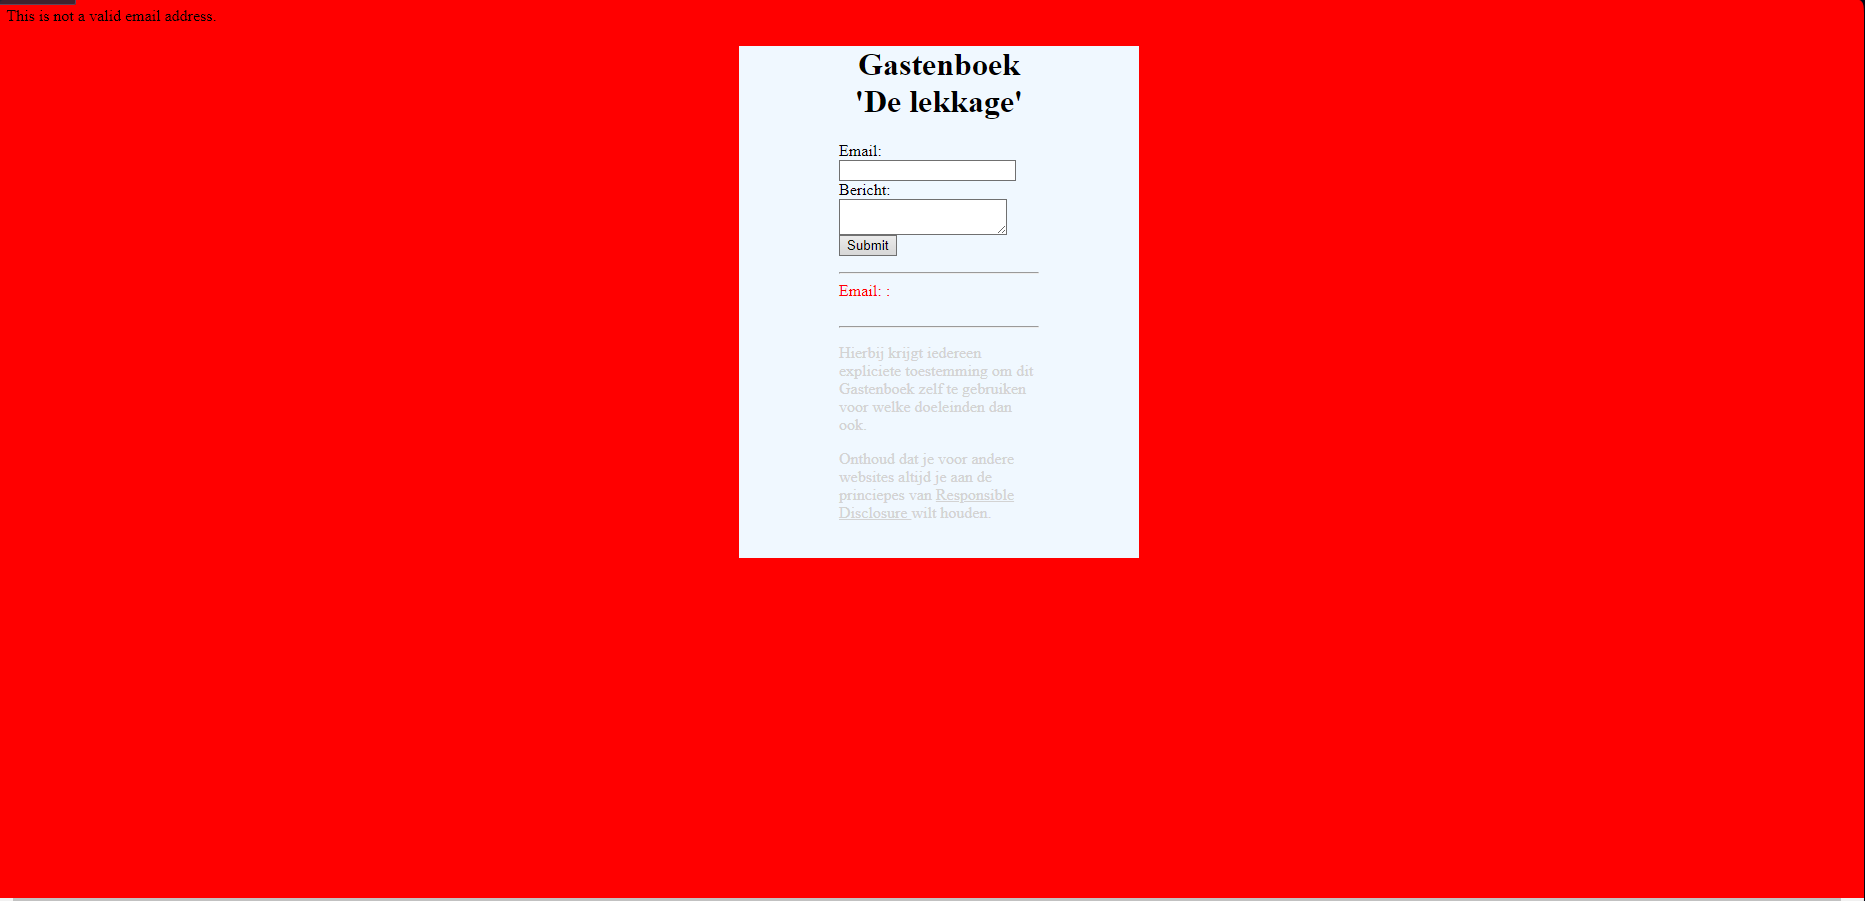 This is not a valid email address.
Gastenboek
'De lekkage'
Email:
Bericht:
Submit
Email: :
Hierbij krijgt iedereen
expliciete toestemming om dit
Gastenboek zelf te gebruiken
voor welke doeleinden dan
ook.
Onthoud dat je voor andere
websites altijd je aan de
princiepes van Responsible
Disclosure wilt houden.